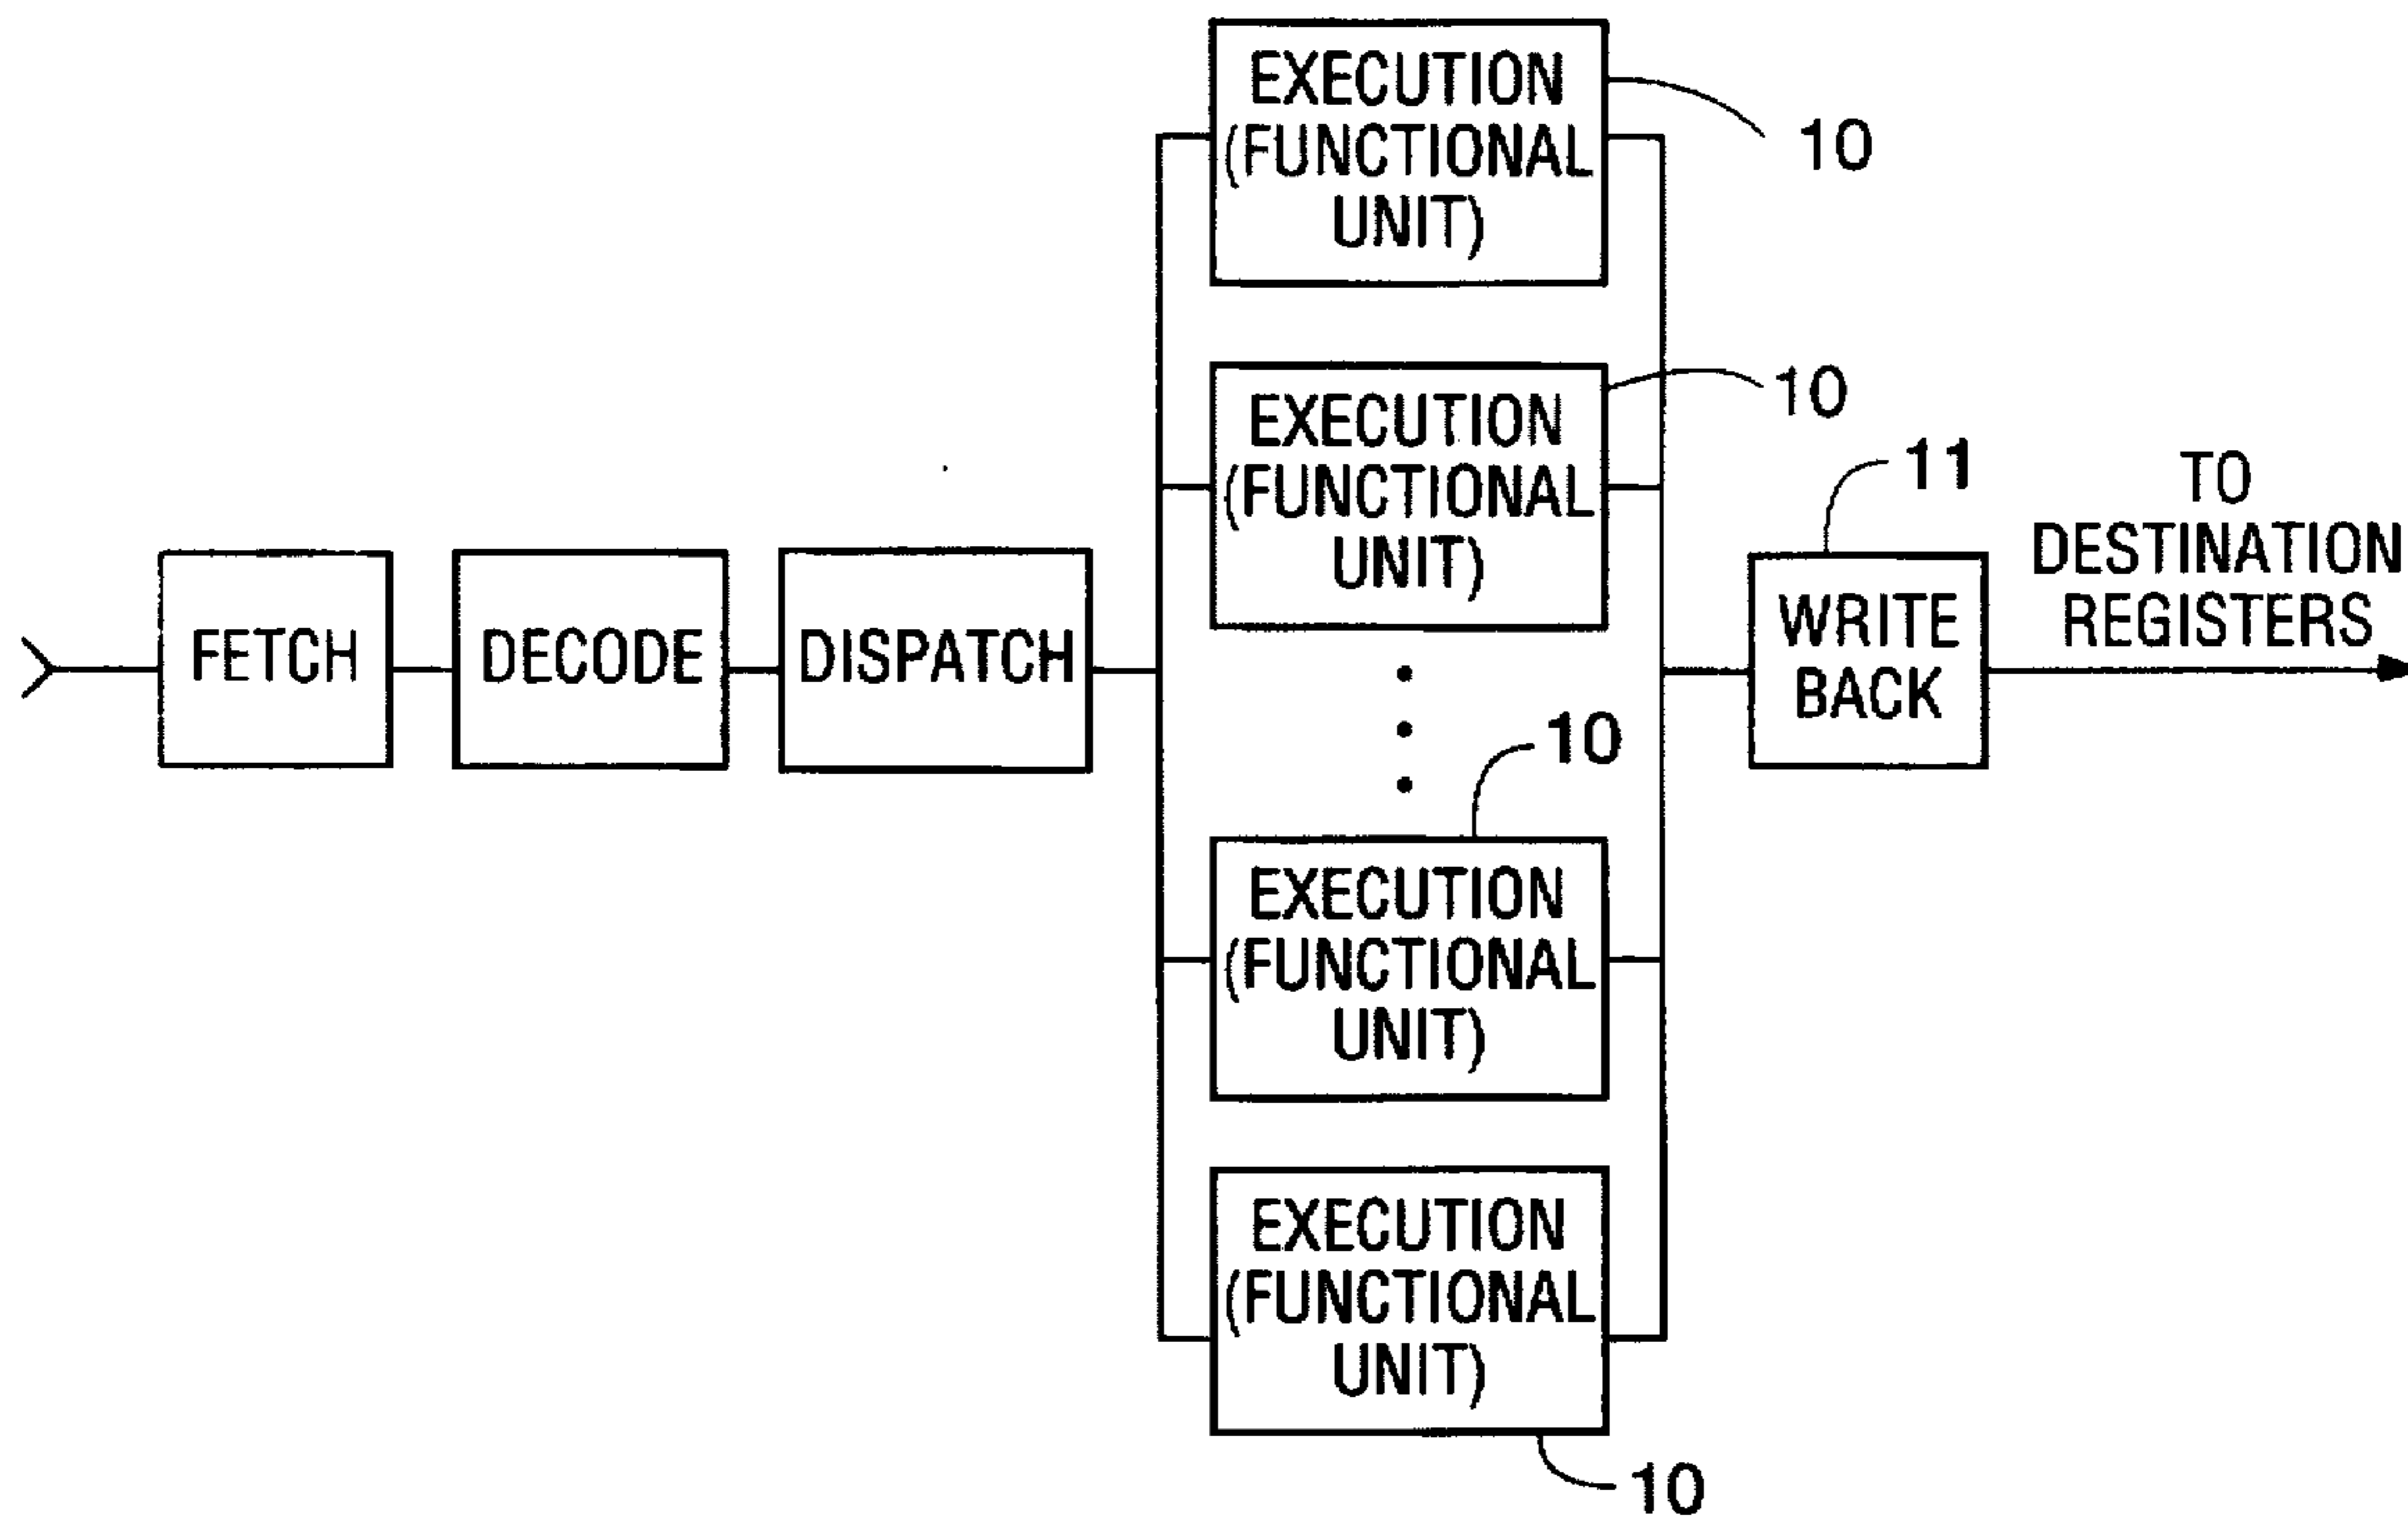 EXECUTION
(FUNCTIONAL
UNIT)
10
EXECUTION
(FUNCTIONAL
UNIT)
10
FETCH
DECODE
DISPATCH
10
EXECUTION
(FUNCTIONAL
UNIT)
EXECUTION
(FUNCTIONAL
UNIT)
10
11
WRITE
BACK
TO
DESTINATION
REGISTERS